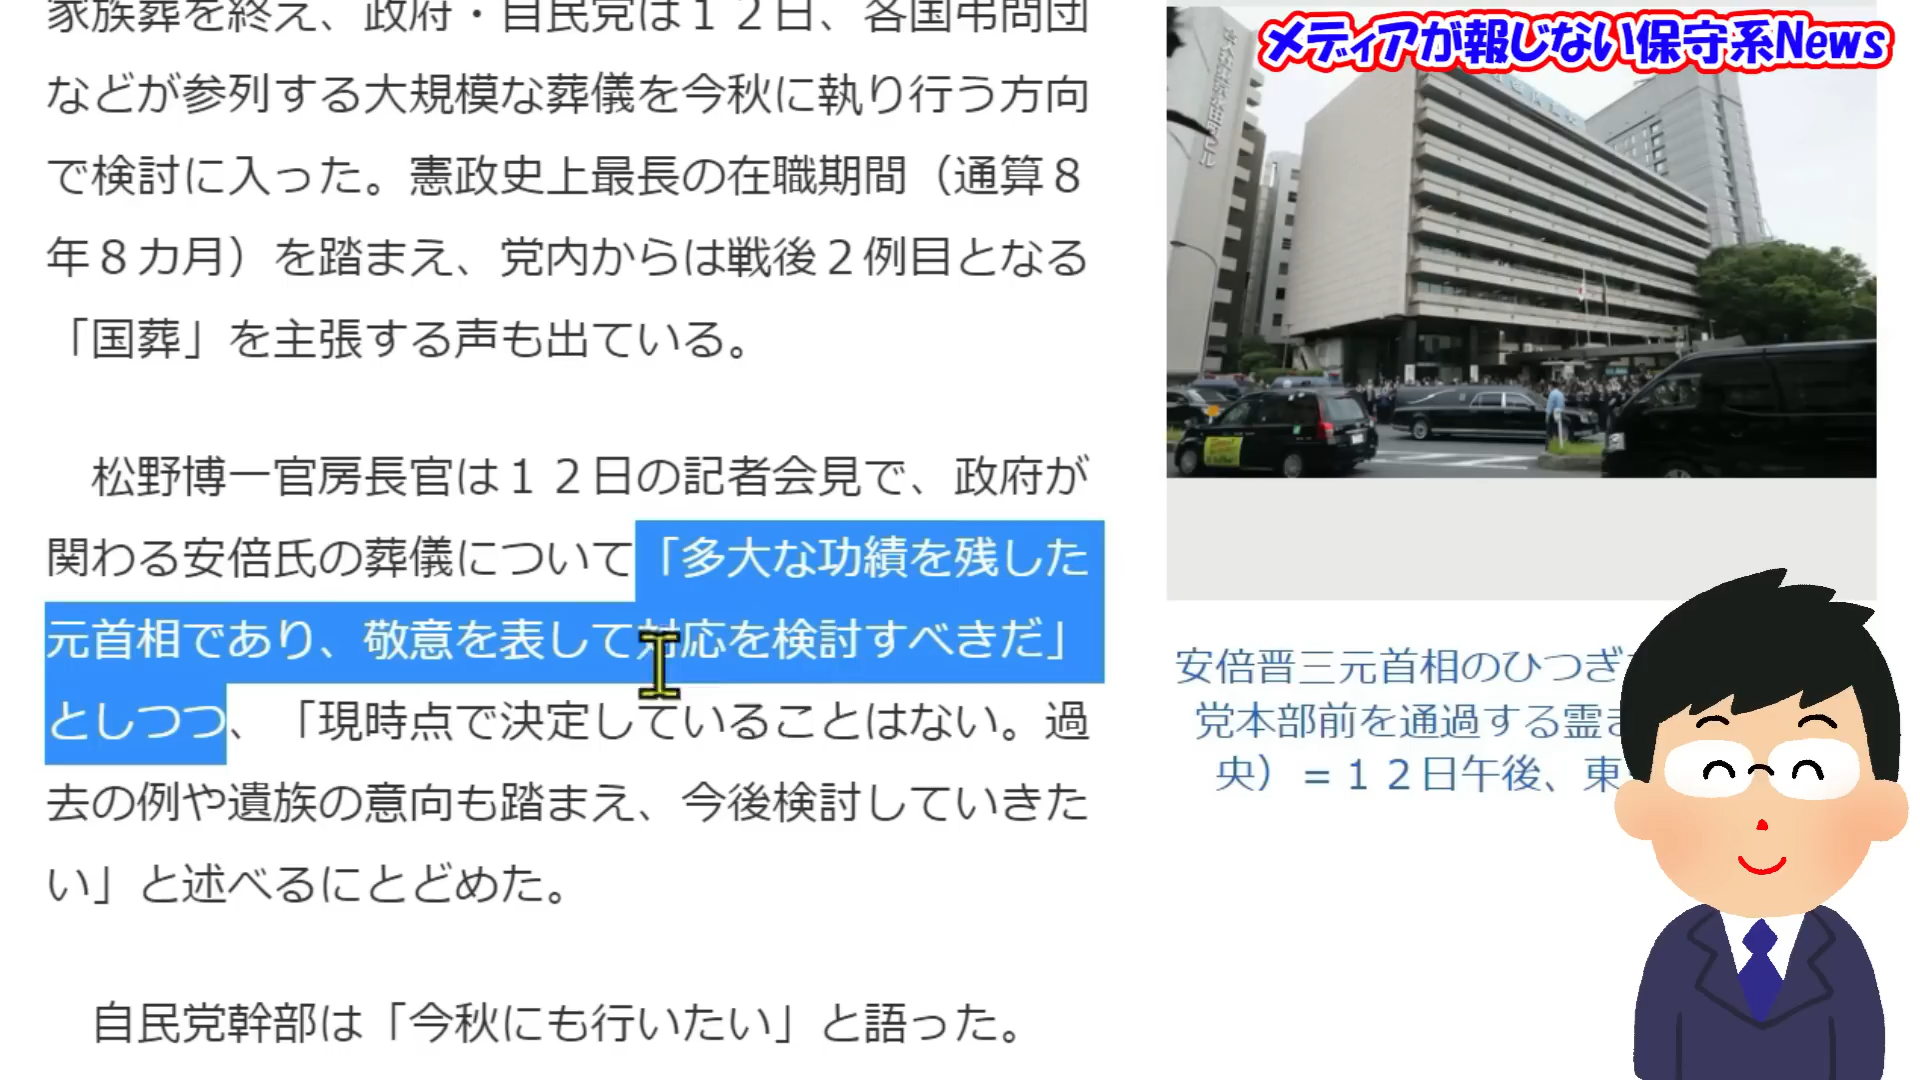 メディアが報じない保守系News
家族葬を終え、政府・自民党は１２日、各国弔問団
などが参列する大規模な葬儀を今秋に執り行う方向
で検討に入った。憲政史上最長の在職期間（通算８
年８カ月）を踏まえ、党内からは戦後２例目となる
「国葬」を主張する声も出ている。
松野博一官房長官は１２日の記者会見で、政府が
関わる安倍氏の葬儀について「多大な功績を残した
元首相であり、敬意を表して対応を検討すべきだ」
としつつ、「現時点で決定していることはない。過
去の例や遺族の意向も踏まえ、今後検討していきた
い」と述べるにとどめた。
自民党幹部は「今秋にも行いたい」と語った。
安倍晋三元首相のひつぎ
党本部前を通過する霊
央）＝１２日午後、東